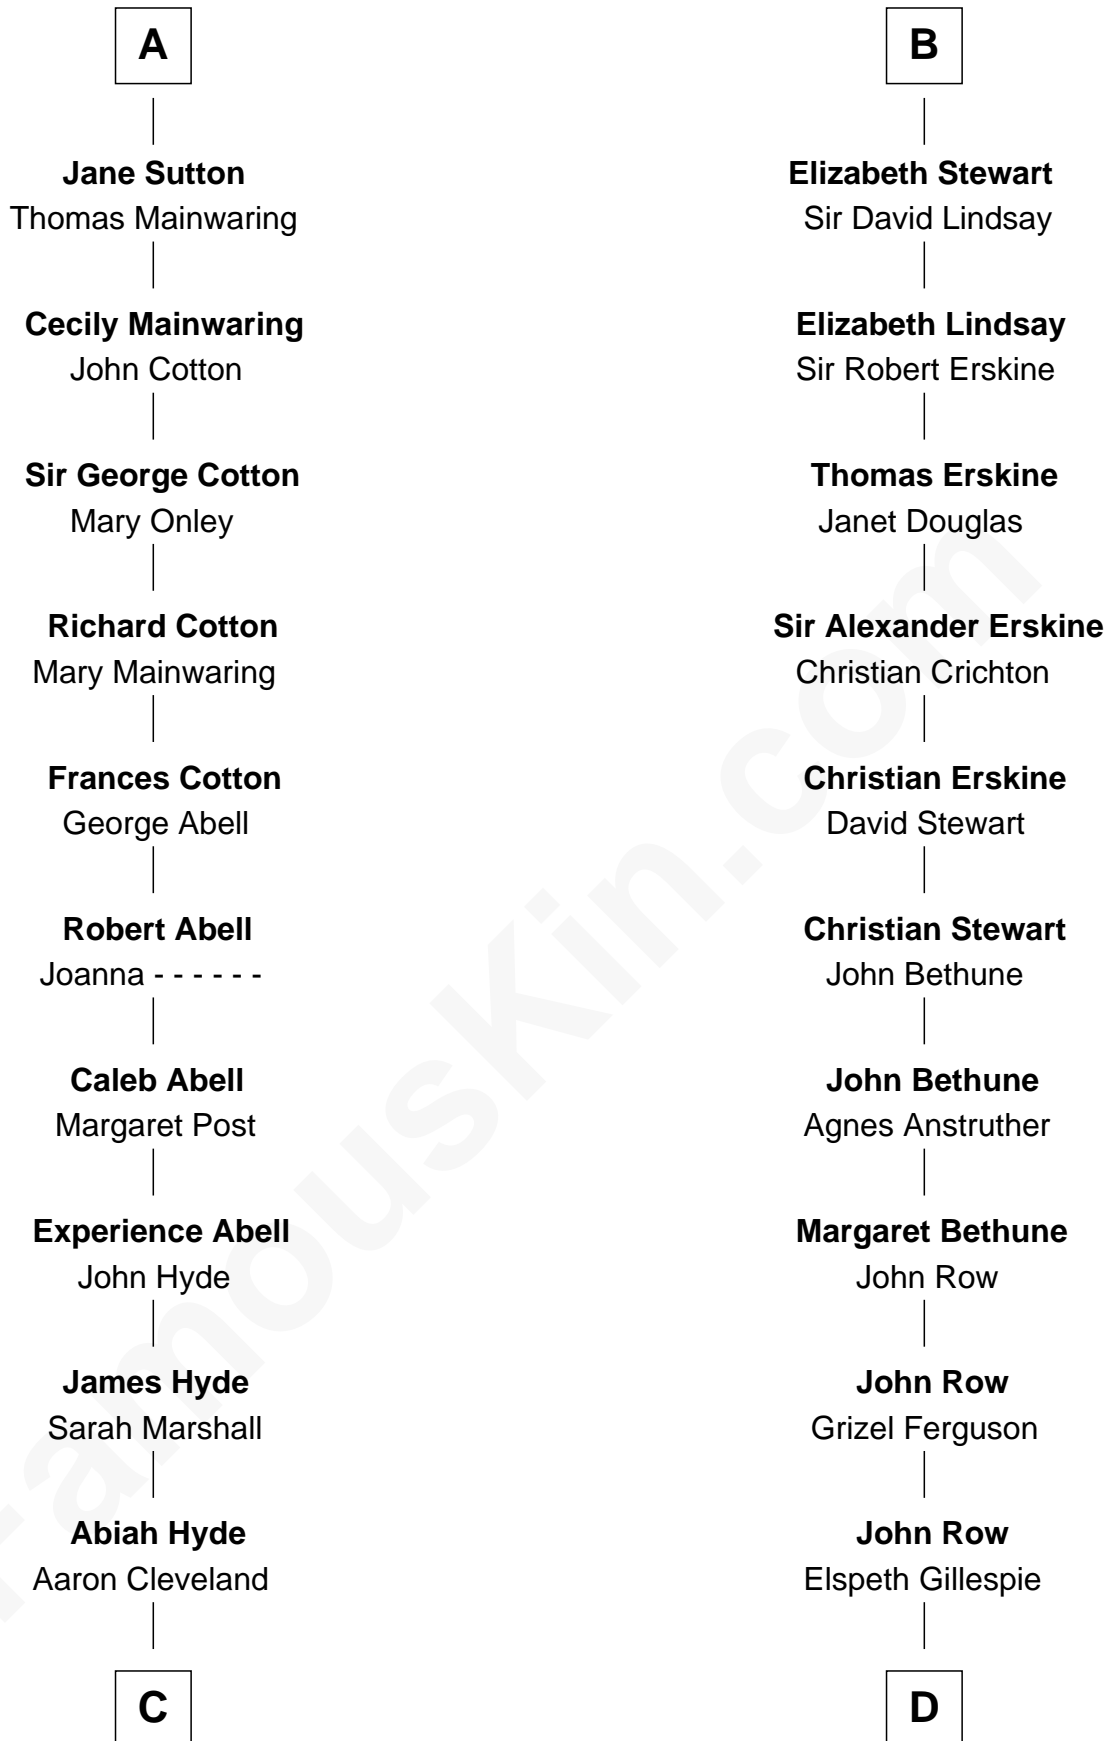 A
Jane Sutton
Thomas Mainwaring
Cecily Mainwaring
John Cotton
Sir George Cotton
Mary Onley
Richard Cotton
Mary Mainwaring
Frances Cotton
George Abell
Robert Abell
Joanna - - - - - -
Caleb Abell
Margaret Post
Experience Abell
John Hyde
James Hyde
Sarah Marshall
Abiah Hyde
Aaron Cleveland
C
B
Elizabeth Stewart
Sir David Lindsay
Elizabeth Lindsay
Sir Robert Erskine
Thomas Erskine
Janet Douglas
Sir Alexander Erskine
Christian Crichton
Christian Erskine
David Stewart
Christian Stewart
John Bethune
John Bethune
Agnes Anstruther
Margaret Bethune
John Row
John Row
Grizel Ferguson
John Row
Elspeth Gillespie
D
FamousKin.com